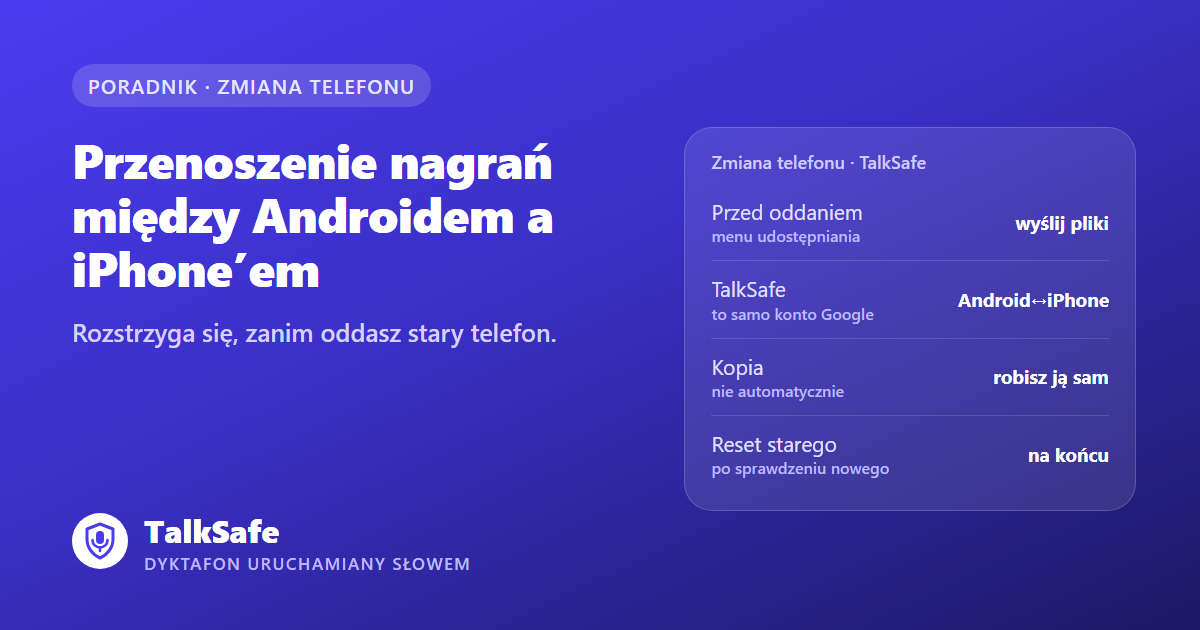 PORADNIK · ZMIANA TELEFONU
Przenoszenie nagrań
między Androidem a
iPhone′em
Rozstrzyga się, zanim oddasz stary telefon.
Zmiana telefonu · TalkSafe
Przed oddaniem
menu udostępniania
wyślij pliki
TalkSafe
to samo konto Google
Android↔iPhone
Kopia
nie automatycznie
robisz ją sam
Reset starego
po sprawdzeniu nowego
na końcu
TalkSafe
DYKTAFON URUCHAMIANY SŁOWEM